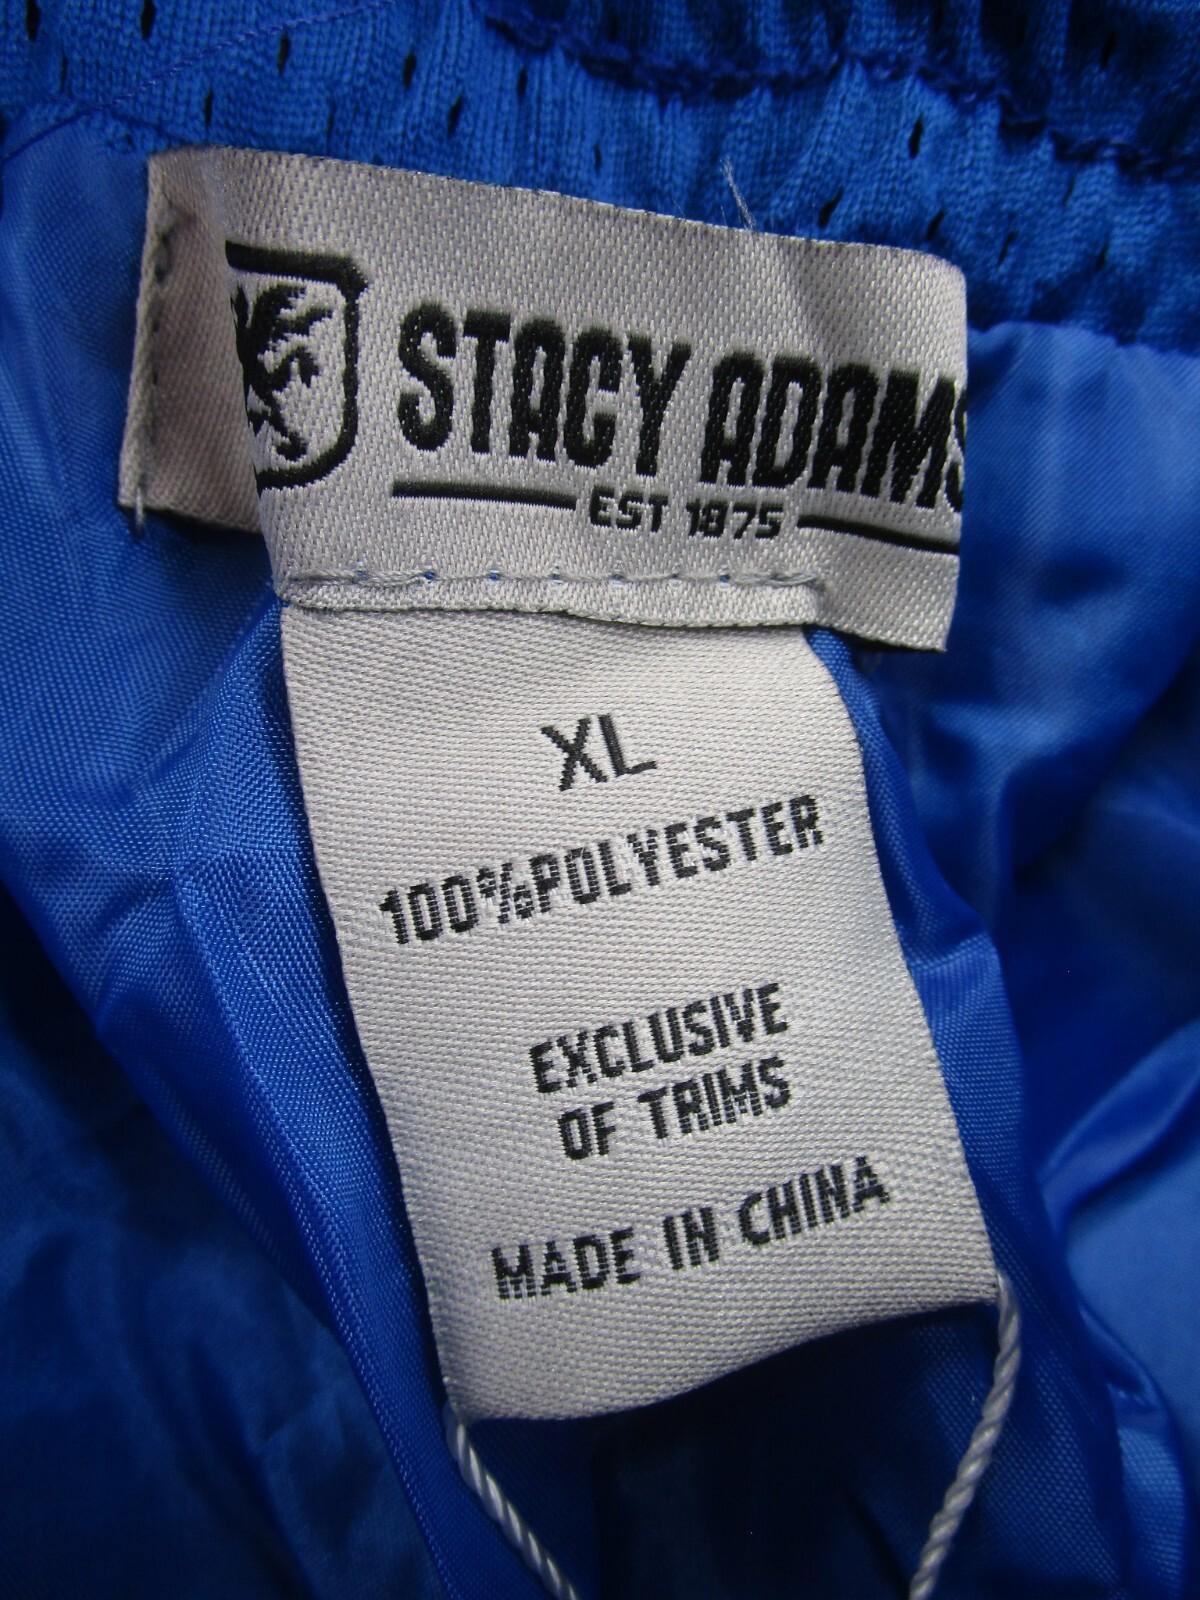 STACY ADAMS
EST 1875
XL
100%POLYESTER
EXCLUSIVE
OF TRIMS
MADE IN CHINA